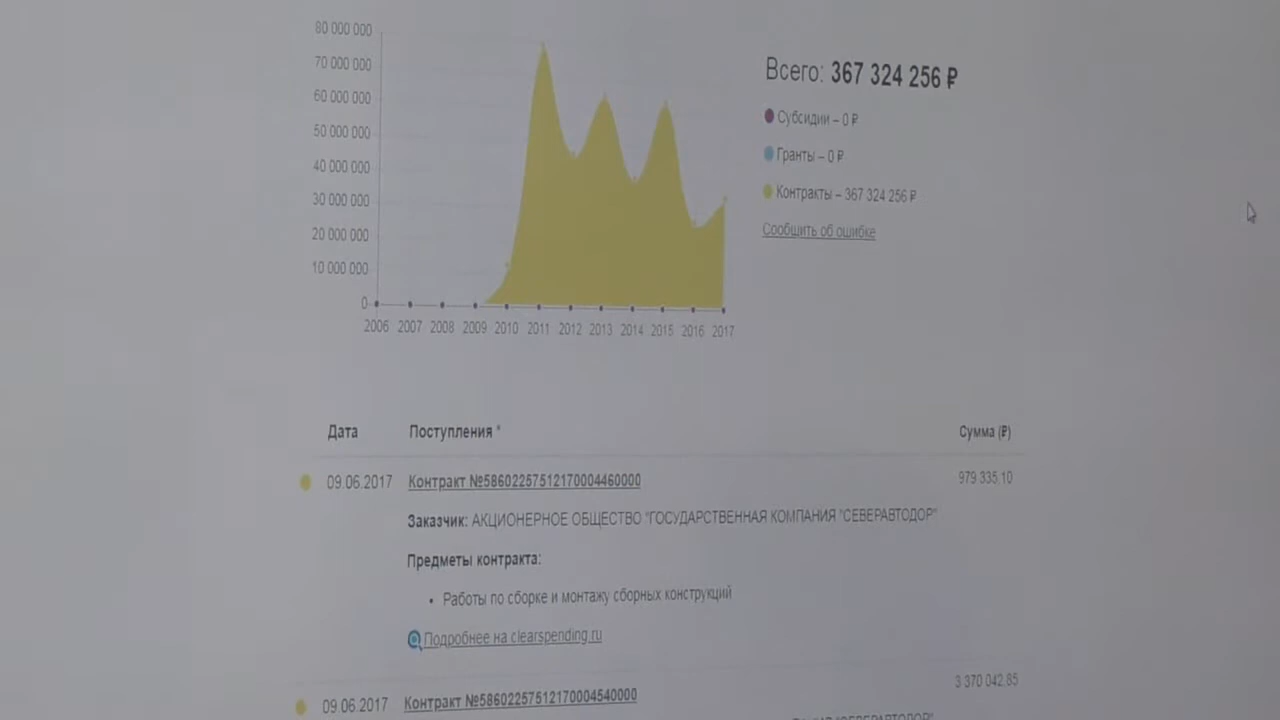 80 000 000
70 000 000
60 000 000
50 000 000
40 000 000
30 000 000
20 000 000
10 000 000
0
2006 2007 2008 2009 2010 2011 2012 2013 2014 2015 2016 2017
Всего: 367 324 256 ₽
Субсидии – 0 ₽
Гранты – 0 ₽
Контракты – 367 324 256 ₽
Сообщить об ошибке
Дата Поступления * Сумма (₽)
09.06.2017 Контракт №58602257512170004460000 979 335,10
Заказчик: АКЦИОНЕРНОЕ ОБЩЕСТВО "ГОСУДАРСТВЕННАЯ КОМПАНИЯ "СЕВЕРАВТОДОР"
Предметы контракта:
• Работы по сборке и монтажу сборных конструкций
Подробнее на clearspending.ru
09.06.2017 Контракт №58602257512170004540000 3 370 042,85
"СЕВЕРАВТОДОР"